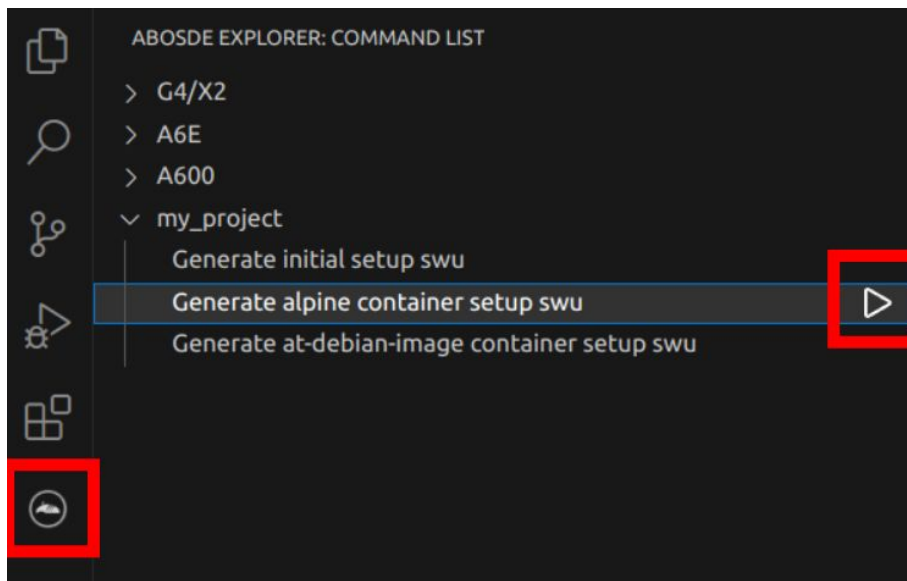 ABOSDE EXPLORER: COMMAND LIST
G4/X2
A6E
A600
my_project
Generate initial setup swu
Generate alpine container setup swu
Generate at-debian-image container setup swu